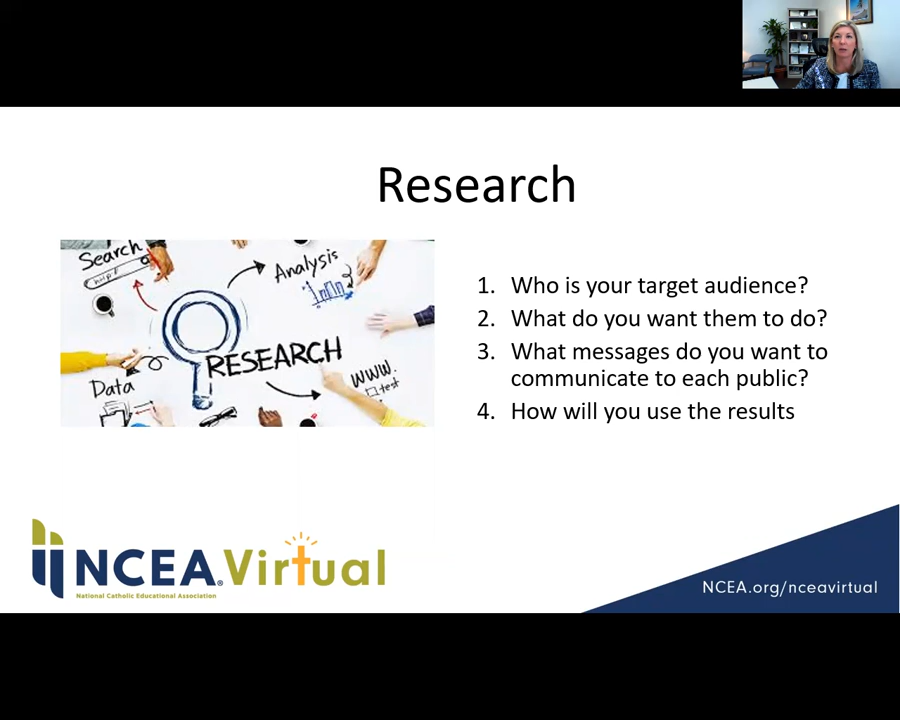 Research
Search
http://
Analysis
RESEARCH
Data
WWW.
test
1. Who is your target audience?
2. What do you want them to do?
3. What messages do you want to
communicate to each public?
4. How will you use the results
NCEA® Virtual
National Catholic Educational Association
NCEA.org/nceavirtual